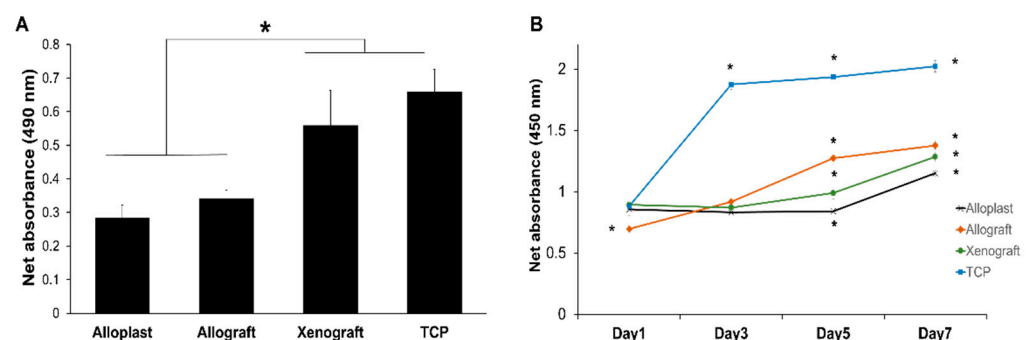 A
*
Net absorbance (490 nm)
0.8
0.7
0.6
0.5
0.4
0.3
0.2
0.1
0
Alloplast Allograft Xenograft TCP
B
Net absorbance (450 nm)
2
1.5
1
0.5
0
* * *
* *
* *
*
* *
Alloplast
Allograft
Xenograft
TCP
Day1 Day3 Day5 Day7